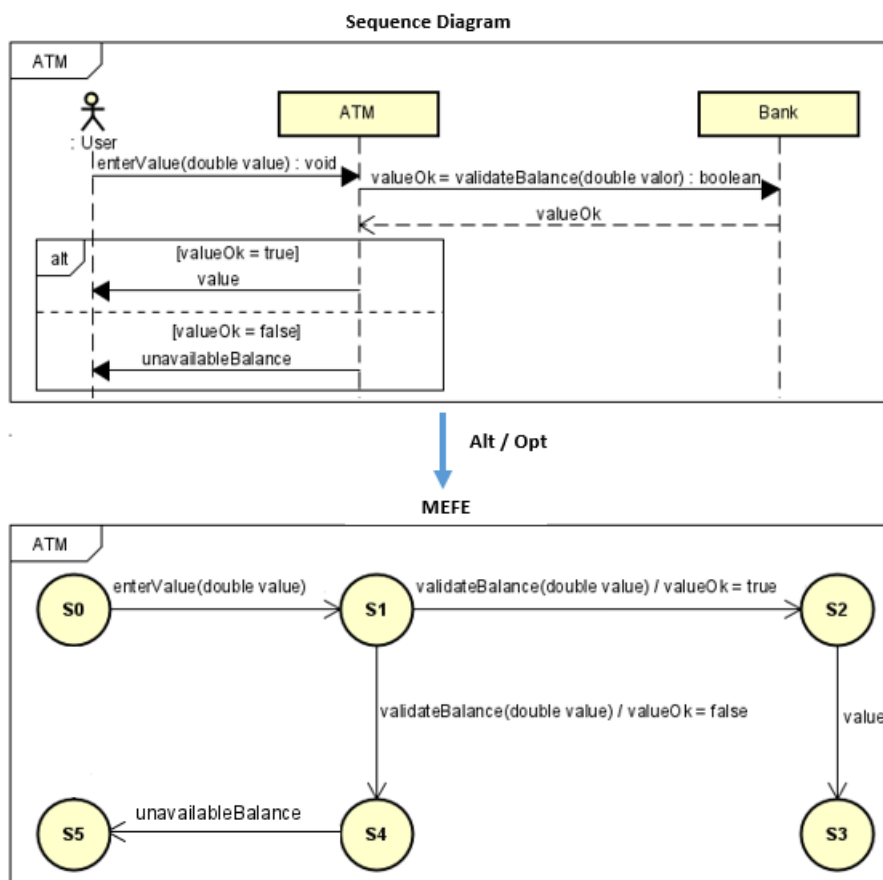 Sequence Diagram
ATM
ATM
Bank
: User
enterValue(double value) : void
valueOk = validateBalance(double valor) : boolean
valueOk
alt
[valueOk = true]
value
[valueOk = false]
unavailableBalance
Alt / Opt
MEFE
ATM
enterValue(double value)
validateBalance(double value) / valueOk = true
S0
S1
S2
validateBalance(double value) / valueOk = false
value
unavailableBalance
S5
S4
S3